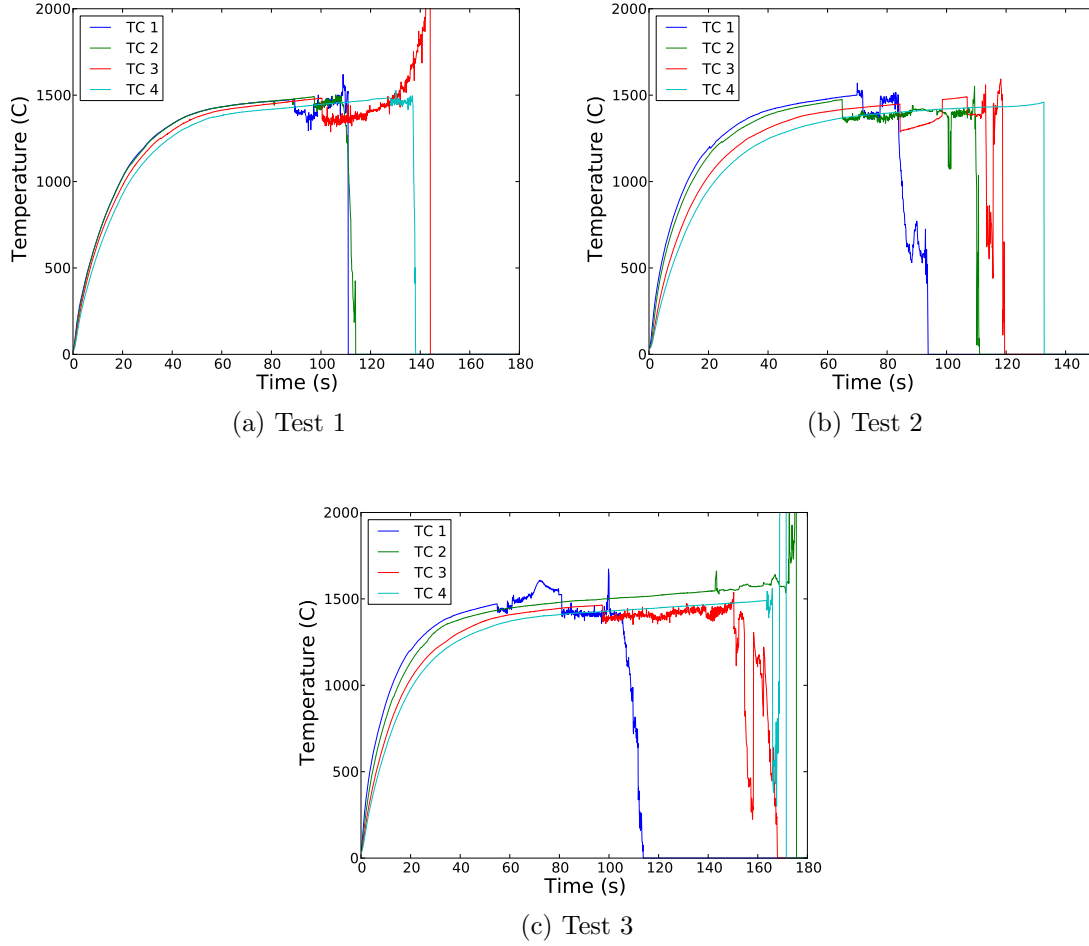 2000
1500
1000
500
0
Temperature (C)
TC 1
TC 2
TC 3
TC 4
0 20 40 60 80 100 120 140 160 180
Time (s)
(a) Test 1
2000
1500
1000
500
0
Temperature (C)
TC 1
TC 2
TC 3
TC 4
0 20 40 60 80 100 120 140
Time (s)
(b) Test 2
2000
1500
1000
500
0
Temperature (C)
TC 1
TC 2
TC 3
TC 4
0 20 40 60 80 100 120 140 160 180
Time (s)
(c) Test 3